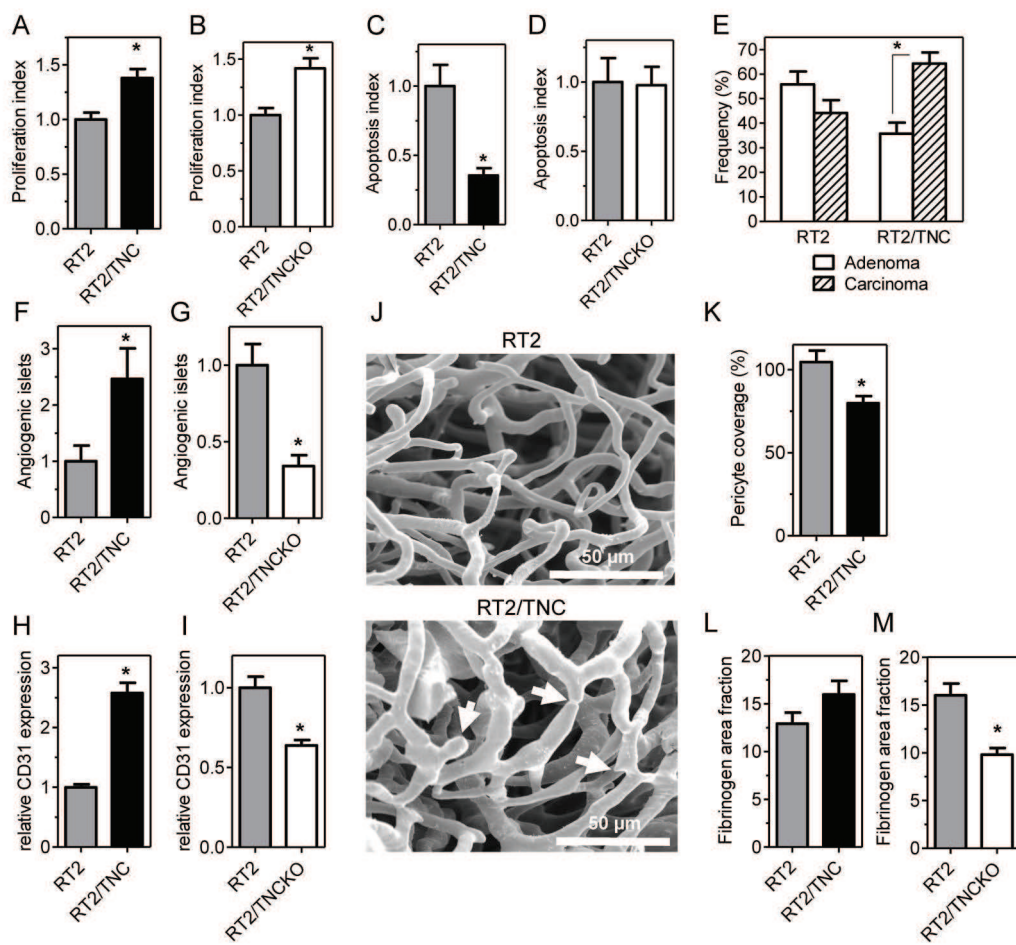 A
Proliferation index
1.5
1.0
0.5
0.0
RT2
RT2/TNC
*
B
Proliferation index
1.5
1.0
0.5
0.0
RT2
RT2/TNCKO
*
C
Apoptosis index
1.0
0.5
0.0
RT2
RT2/TNC
*
D
Apoptosis index
1.0
0.5
0.0
RT2
RT2/TNCKO
E
Frequency (%)
60
50
40
30
20
10
0
*
RT2
RT2/TNC
Adenoma
Carcinoma
F
Angiogenic islets
3
2
1
0
RT2
RT2/TNC
*
G
Angiogenic islets
1.0
0.5
0.0
RT2
RT2/TNCKO
*
J
RT2
50 µm
RT2/TNC
50 µm
K
Pericyte coverage (%)
100
50
0
RT2
RT2/TNC
*
H
relative CD31 expression
3
2
1
0
RT2
RT2/TNC
*
I
relative CD31 expression
1.0
0.5
0.0
RT2
RT2/TNCKO
*
L
Fibrinogen area fraction
20
15
10
5
0
RT2
RT2/TNC
M
Fibrinogen area fraction
20
15
10
5
0
RT2
RT2/TNCKO
*